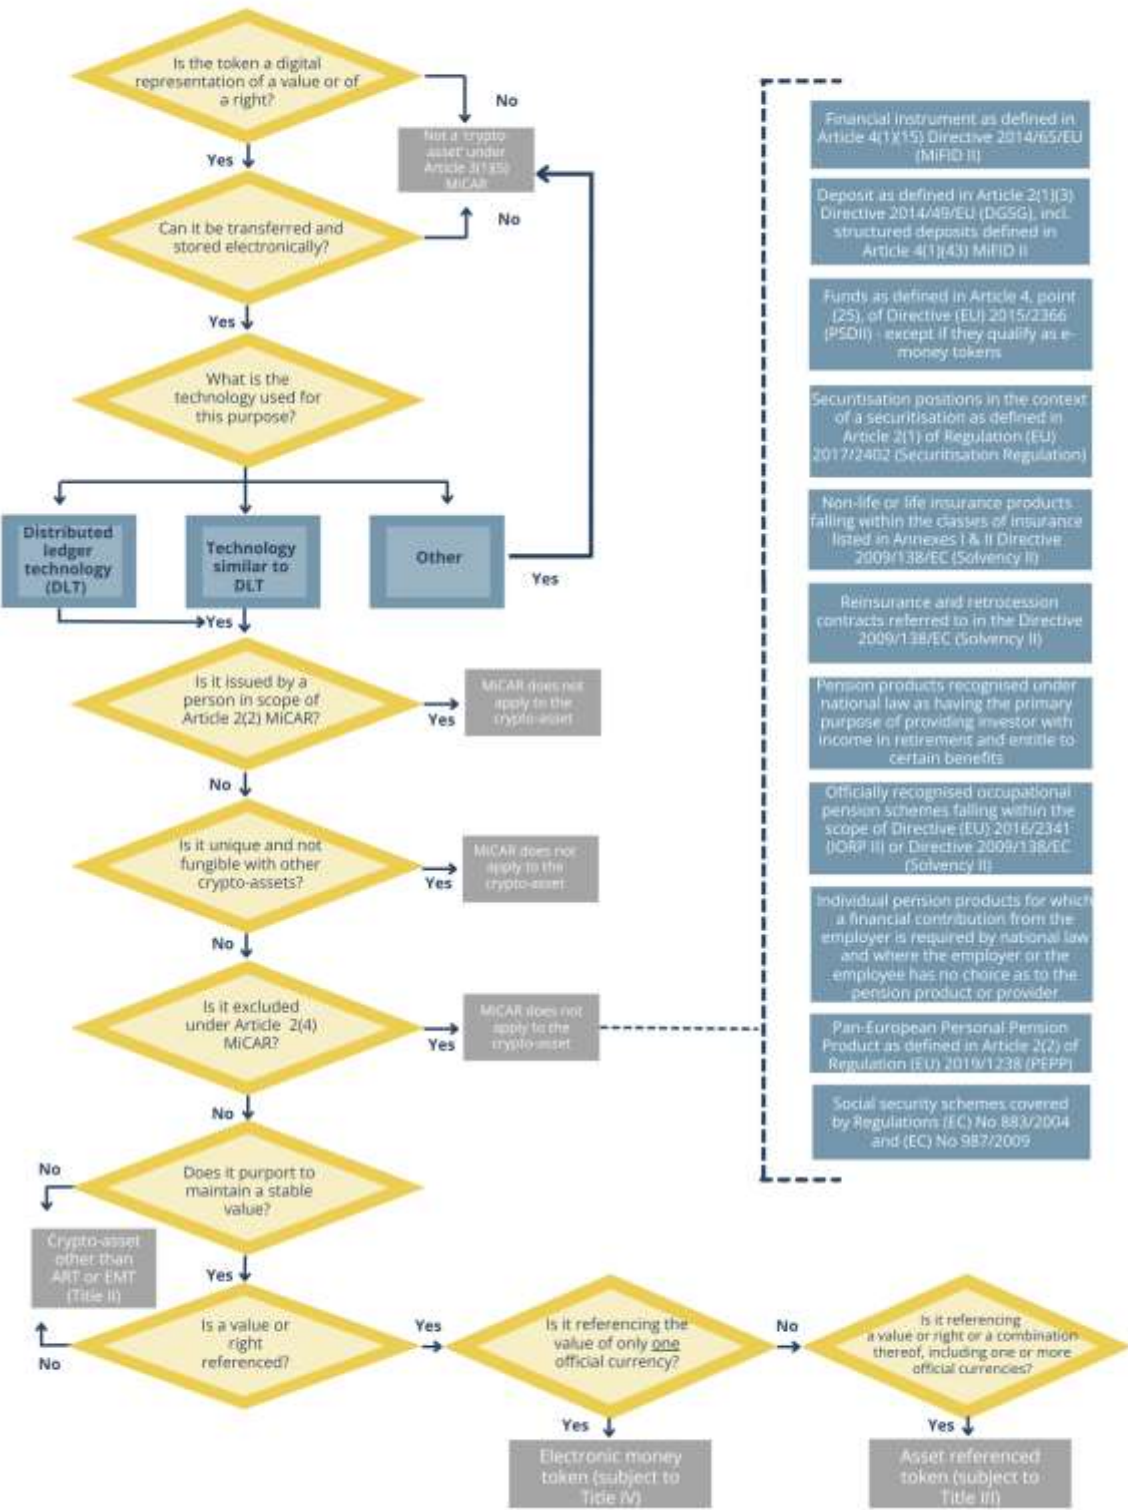 Is the token a digital
representation of a value or of
a right?
No
Not a 'crypto-
asset' under
Article 3(1)(5)
MiCAR
Yes
Can it be transferred and
stored electronically?
No
Yes
What is the
technology used for
this purpose?
Distributed
ledger
technology
(DLT)
Technology
similar to
DLT
Other
Yes
Yes
Is it issued by a
person in scope of
Article 2(2) MiCAR?
Yes
MiCAR does not
apply to the
crypto-asset
No
Is it unique and not
fungible with other
crypto-assets?
Yes
MiCAR does not
apply to the
crypto-asset
No
Is it excluded
under Article 2(4)
MiCAR?
Yes
MiCAR does not
apply to the
crypto-asset
No
Does it purport to
maintain a stable
value?
No
Crypto-asset
other than
ART or EMT
(Title II)
Yes
Is a value or
right
referenced?
No
Yes
Is it referencing the
value of only one
official currency?
Yes
Electronic money
token (subject to
Title IV)
No
Is it referencing
a value or right or a combination
thereof, including one or more
official currencies?
Yes
Asset referenced
token (subject to
Title III)
Financial instrument as defined in
Article 4(1)(15) Directive 2014/65/EU
(MiFID II)
Deposit as defined in Article 2(1)(3)
Directive 2014/49/EU (DGSG), incl.
structured deposits defined in
Article 4(1)(43) MiFID II
Funds as defined in Article 4, point
(25), of Directive (EU) 2015/2366
(PSDII) - except if they qualify as e-
money tokens
Securitisation positions in the context
of a securitisation as defined in
Article 2(1) of Regulation (EU)
2017/2402 (Securitisation Regulation)
Non-life or life insurance products
falling within the classes of insurance
listed in Annexes I & II Directive
2009/138/EC (Solvency II)
Reinsurance and retrocession
contracts referred to in the Directive
2009/138/EC (Solvency II)
Pension products recognised under
national law as having the primary
purpose of providing investor with
income in retirement and entitle to
certain benefits
Officially recognised occupational
pension schemes falling within the
scope of Directive (EU) 2016/2341
(IORP II) or Directive 2009/138/EC
(Solvency II)
Individual pension products for which
a financial contribution from the
employer is required by national law
and where the employer or the
employee has no choice as to the
pension product or provider
Pan-European Personal Pension
Product as defined in Article 2(2) of
Regulation (EU) 2019/1238 (PEPP)
Social security schemes covered
by Regulations (EC) No 883/2004
and (EC) No 987/2009